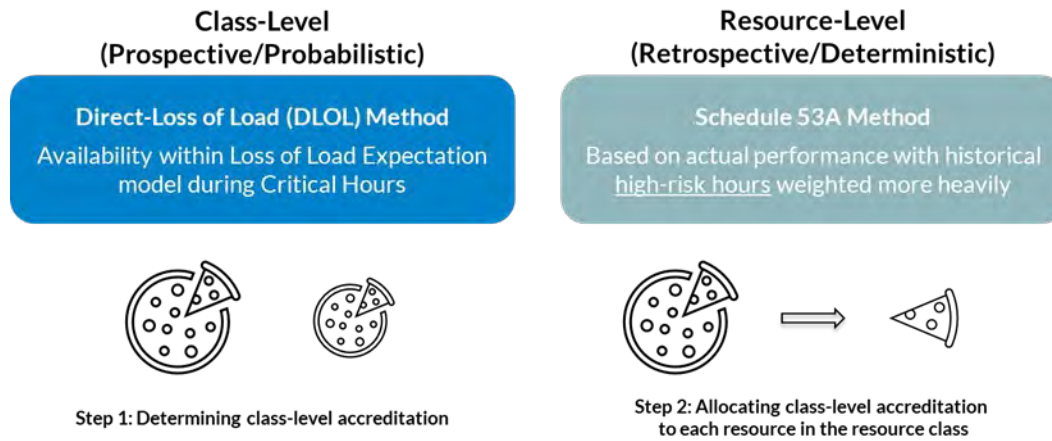 Class-Level
(Prospective/Probabilistic)
Direct-Loss of Load (DLOL) Method
Availability within Loss of Load Expectation
model during Critical Hours
Step 1: Determining class-level accreditation
Resource-Level
(Retrospective/Deterministic)
Schedule 53A Method
Based on actual performance with historical
high-risk hours weighted more heavily
Step 2: Allocating class-level accreditation
to each resource in the resource class